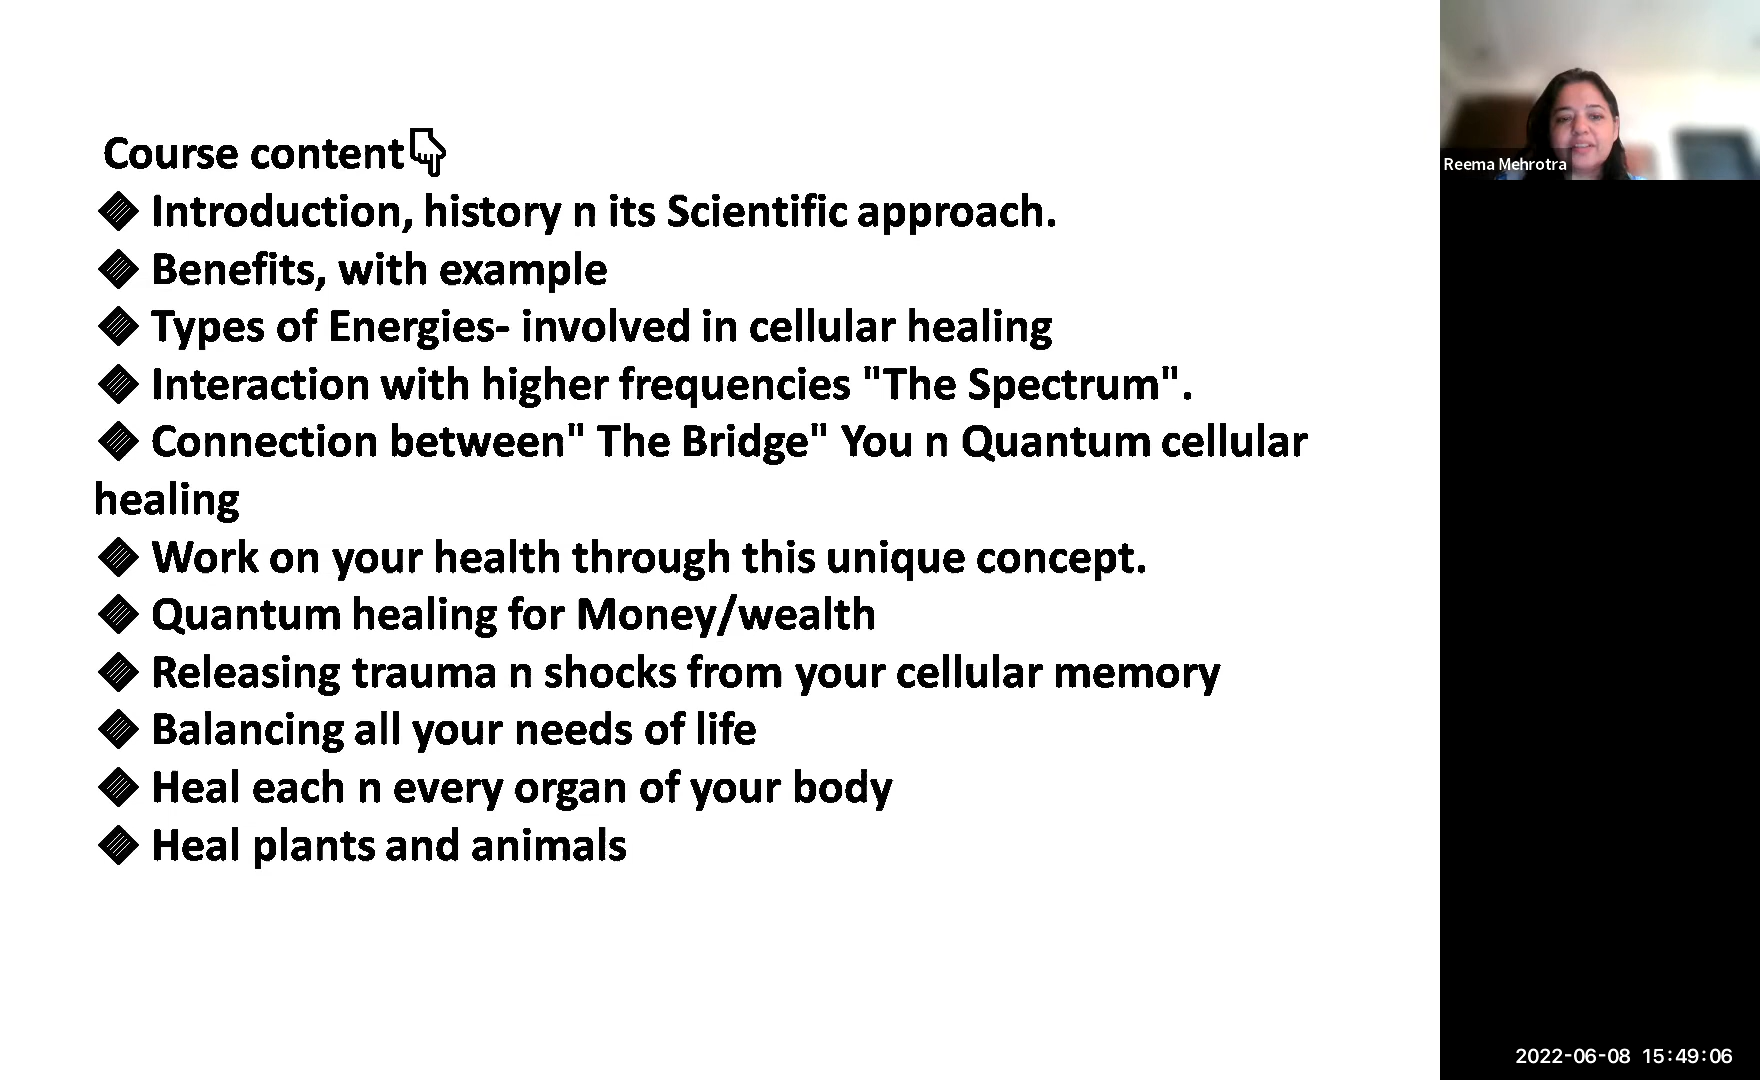 Course content👇
◆ Introduction, history n its Scientific approach.
◆ Benefits, with example
◆ Types of Energies- involved in cellular healing
◆ Interaction with higher frequencies "The Spectrum".
◆ Connection between" The Bridge" You n Quantum cellular
healing
◆ Work on your health through this unique concept.
◆ Quantum healing for Money/wealth
◆ Releasing trauma n shocks from your cellular memory
◆ Balancing all your needs of life
◆ Heal each n every organ of your body
◆ Heal plants and animals
Reema Mehrotra
2022-06-08 15:49:06